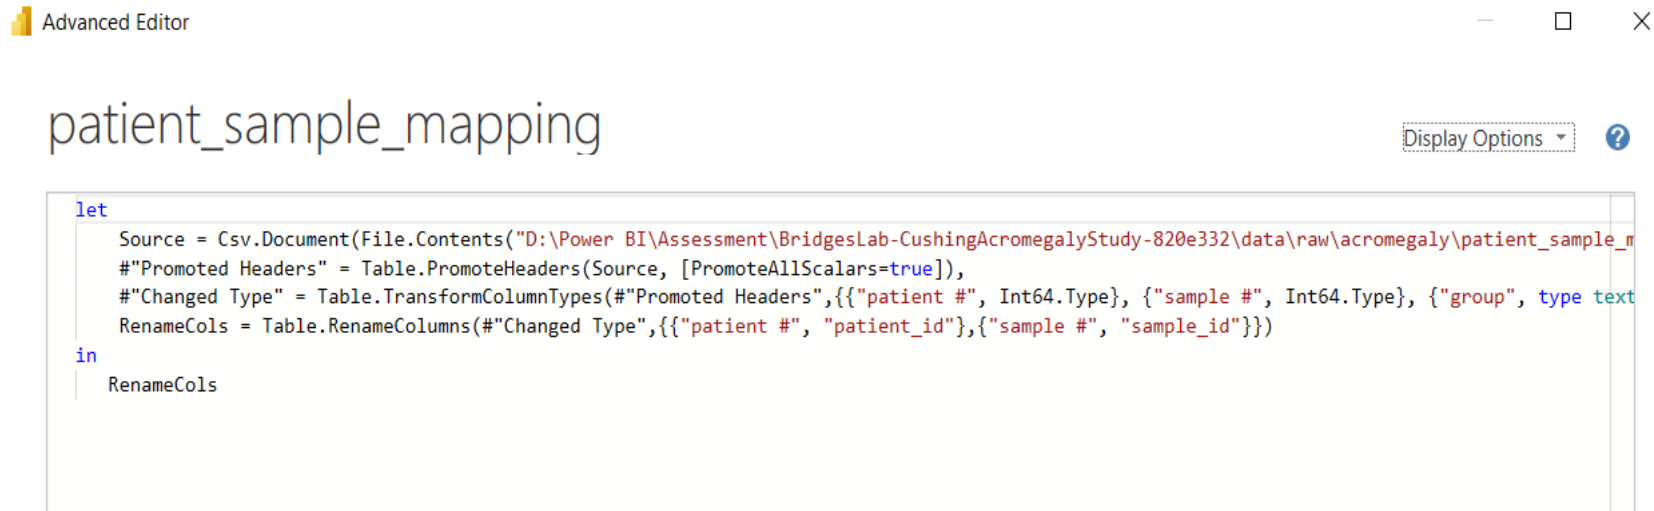 Advanced Editor
patient_sample_mapping
Display Options
?
let
Source = Csv.Document(File.Contents("D:\Power BI\Assessment\BridgesLab-CushingAcromegalyStudy-820e332\data\raw\acromegaly\patient_sample_m
#"Promoted Headers" = Table.PromoteHeaders(Source, [PromoteAllScalars=true]),
#"Changed Type" = Table.TransformColumnTypes(#"Promoted Headers",{{"patient #", Int64.Type}, {"sample #", Int64.Type}, {"group", type text
RenameCols = Table.RenameColumns(#"Changed Type",{{"patient #", "patient_id"},{"sample #", "sample_id"}})
in
RenameCols